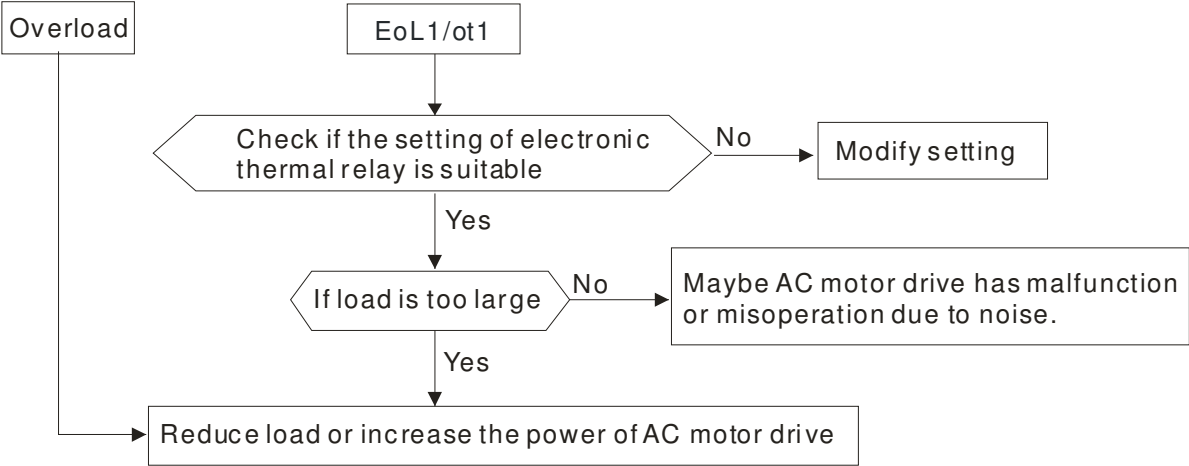 Overload
EoL1/ot1
Check if the setting of electronic
thermal relay is suitable
No
Modify setting
Yes
If load is too large
No
Maybe AC motor drive has malfunction
or misoperation due to noise.
Yes
Reduce load or increase the power of AC motor drive